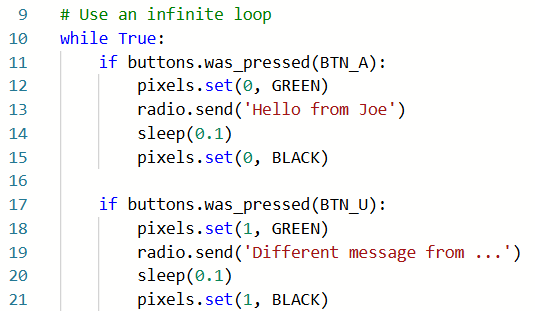 9 # Use an infinite loop
10 while True:
11     if buttons.was_pressed(BTN_A):
12         pixels.set(0, GREEN)
13         radio.send('Hello from Joe')
14         sleep(0.1)
15         pixels.set(0, BLACK)
16
17     if buttons.was_pressed(BTN_U):
18         pixels.set(1, GREEN)
19         radio.send('Different message from ...')
20         sleep(0.1)
21         pixels.set(1, BLACK)